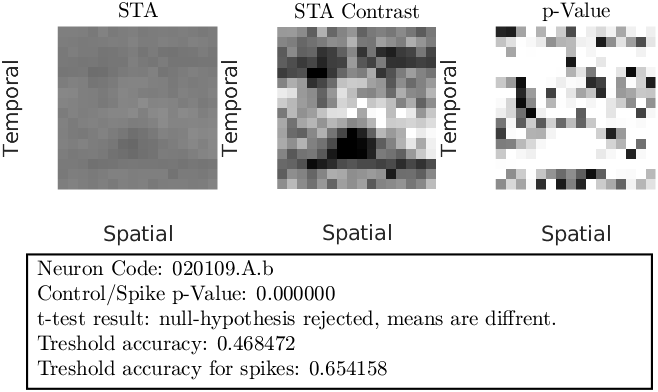 STA
STA Contrast
p-Value
Temporal
Temporal
Temporal
Spatial
Spatial
Spatial
Neuron Code: 020109.A.b
Control/Spike p-Value: 0.000000
t-test result: null-hypothesis rejected, means are diffrent.
Treshold accuracy: 0.468472
Treshold accuracy for spikes: 0.654158